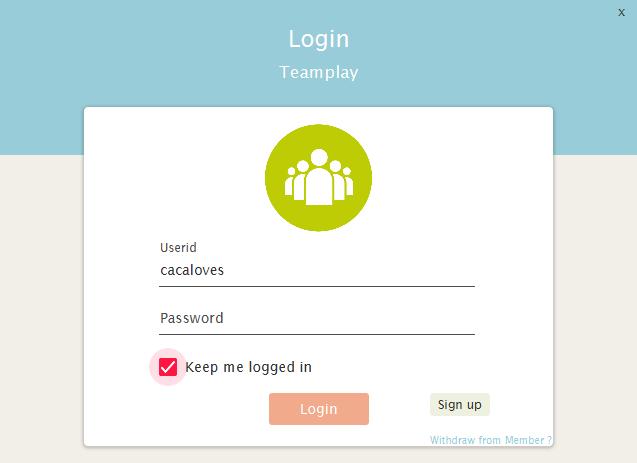 x
Login
Teamplay
Userid
cacaloves
Password
Keep me logged in
Login
Sign up
Withdraw from Member ?